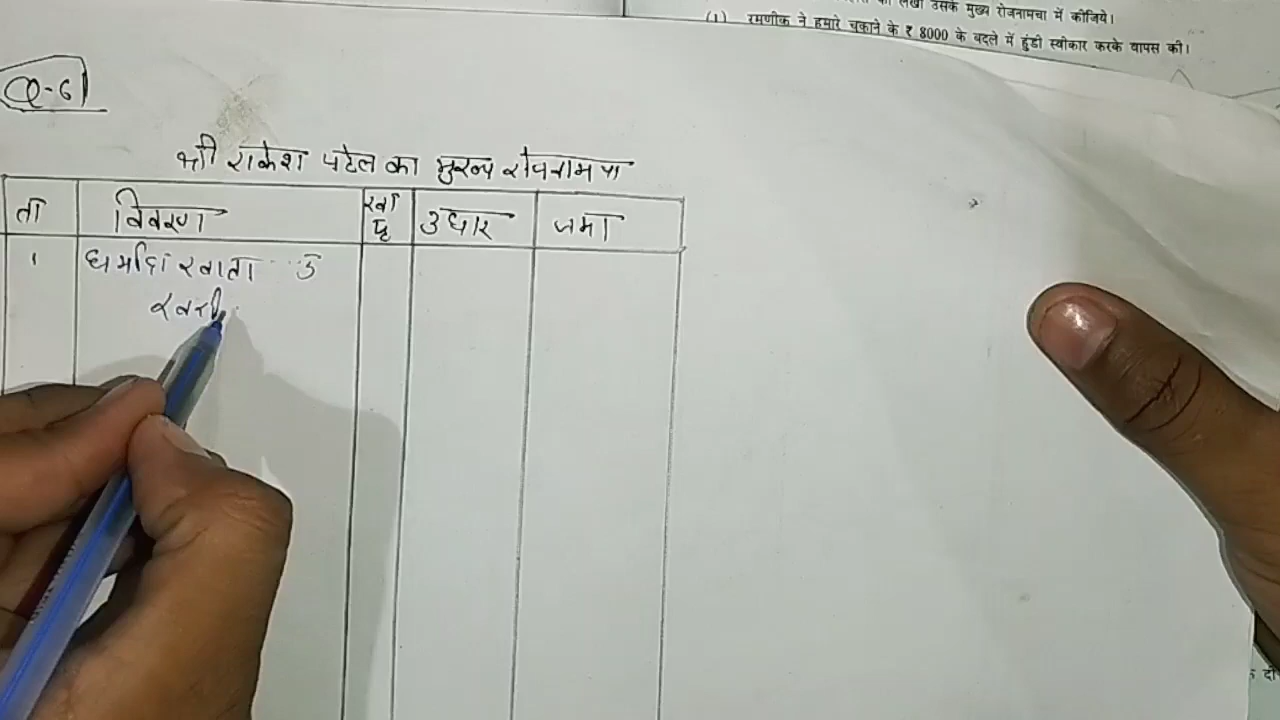 लेखा उसके मुख्य रोजनामचा में कीजिये।
(1) रमणीक ने हमारे चुकाने के ₹ 8000 के बदले में हुंडी स्वीकार करके वापस की।
Q-6
श्री राकेश पटेल का मुख्य रोजनामचा
ता विवरण खा पृ उधार जमा
1 धर्मादा खाता उ
खरी